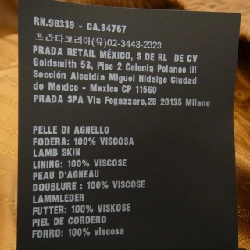 RN.98339 - CA.34767
프라다코리아(유)02-3443-2323
PRADA RETAIL MÉXICO, S DE RL DE CV
Goldsmith 53, Piso 2 Colonia Polanco III
Sección Alcaldía Miguel Hidalgo Ciudad
de Mexico - Mexico CP 11560
PRADA SPA Via Fogazzaro,28 20135 Milano
PELLE DI AGNELLO
FODERA: 100% VISCOSA
LAMB SKIN
LINING: 100% VISCOSE
PEAU D'AGNEAU
DOUBLURE : 100% VISCOSE
LAMMLEDER
FUTTER: 100% VISKOSE
PIEL DE CORDERO
FORRO: 100% viscosa